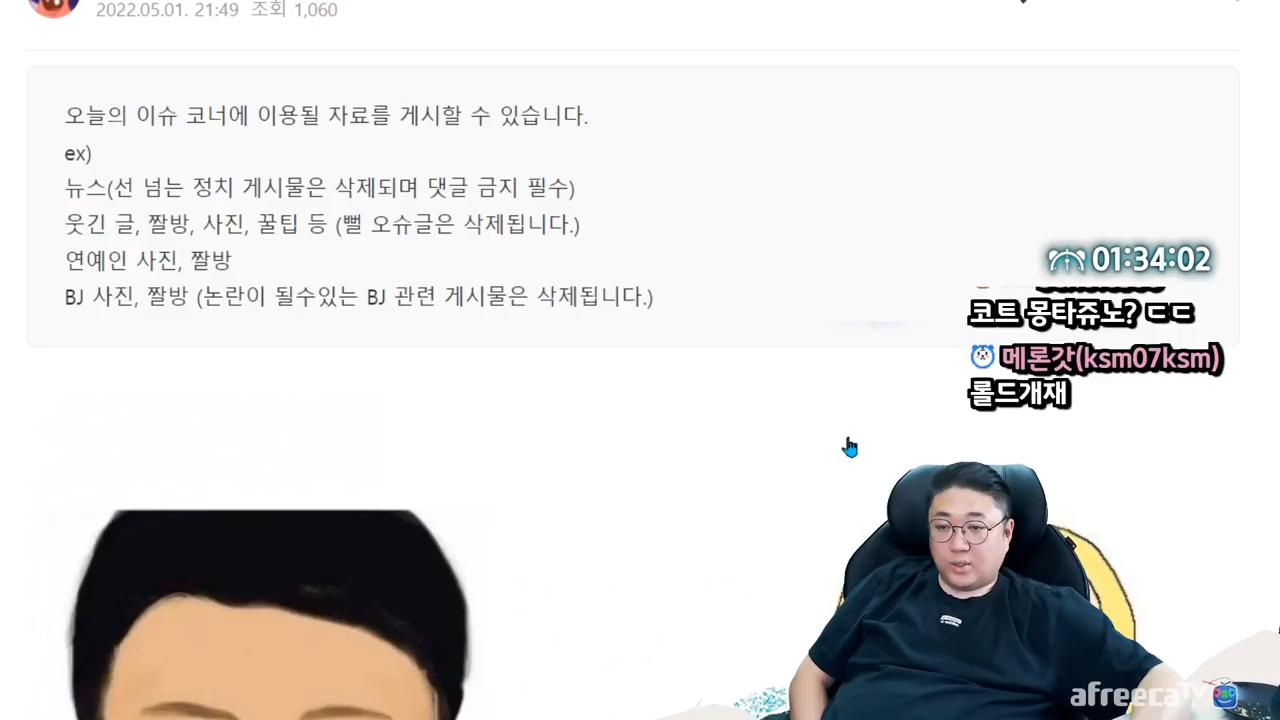 2022.05.01. 21:49 조회 1,060
오늘의 이슈 코너에 이용될 자료를 게시할 수 있습니다.
ex)
뉴스(선 넘는 정치 게시물은 삭제되며 댓글 금지 필수)
웃긴 글, 짤방, 사진, 꿀팁 등 (뻘 오슈글은 삭제됩니다.)
연예인 사진, 짤방
BJ 사진, 짤방 (논란이 될수있는 BJ 관련 게시물은 삭제됩니다.)
01:34:02
코트 몽타쥬노? ㄷㄷ
메론갓(ksm07ksm)
롤드개재
afreecaTV